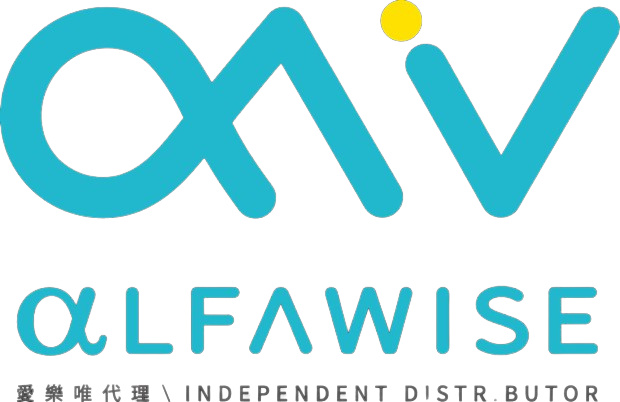 αLFAWISE
愛樂唯代理 \ INDEPENDENT DISTR.BUTOR